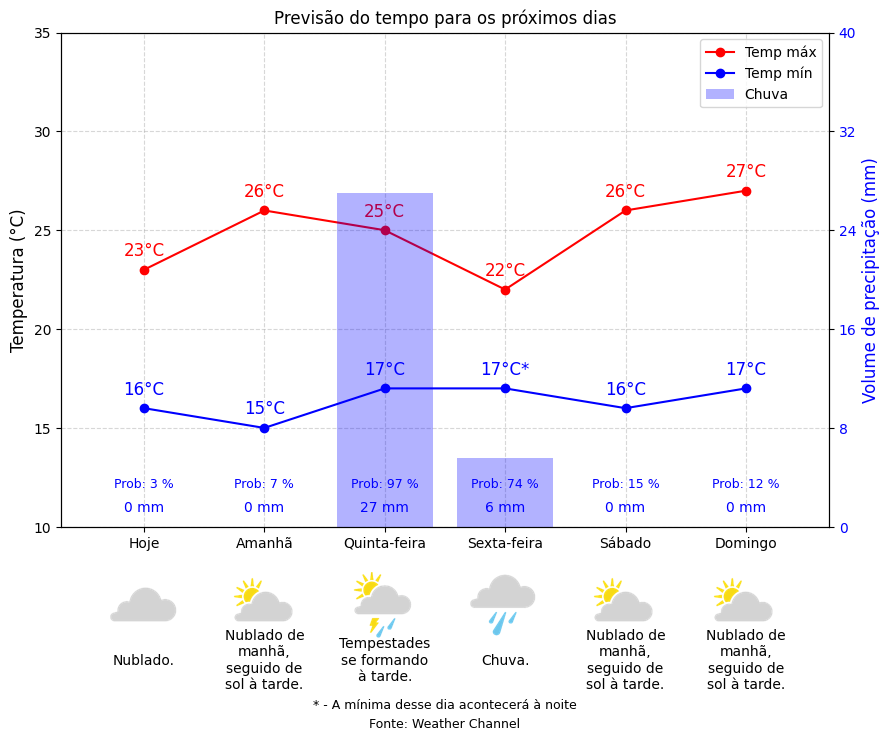 Previsão do tempo para os próximos dias
35
30
25
20
15
10
Temperatura (°C)
40
32
24
16
8
0
Volume de precipitação (mm)
Temp máx
Temp mín
Chuva
23°C
26°C
25°C
22°C
26°C
27°C
16°C
15°C
17°C
17°C*
16°C
17°C
Prob: 3 %
Prob: 7 %
Prob: 97 %
Prob: 74 %
Prob: 15 %
Prob: 12 %
0 mm
0 mm
27 mm
6 mm
0 mm
0 mm
Hoje
Amanhã
Quinta-feira
Sexta-feira
Sábado
Domingo
Nublado.
Nublado de
manhã,
seguido de
sol à tarde.
Tempestades
se formando
à tarde.
Chuva.
Nublado de
manhã,
seguido de
sol à tarde.
Nublado de
manhã,
seguido de
sol à tarde.
* - A mínima desse dia acontecerá à noite
Fonte: Weather Channel